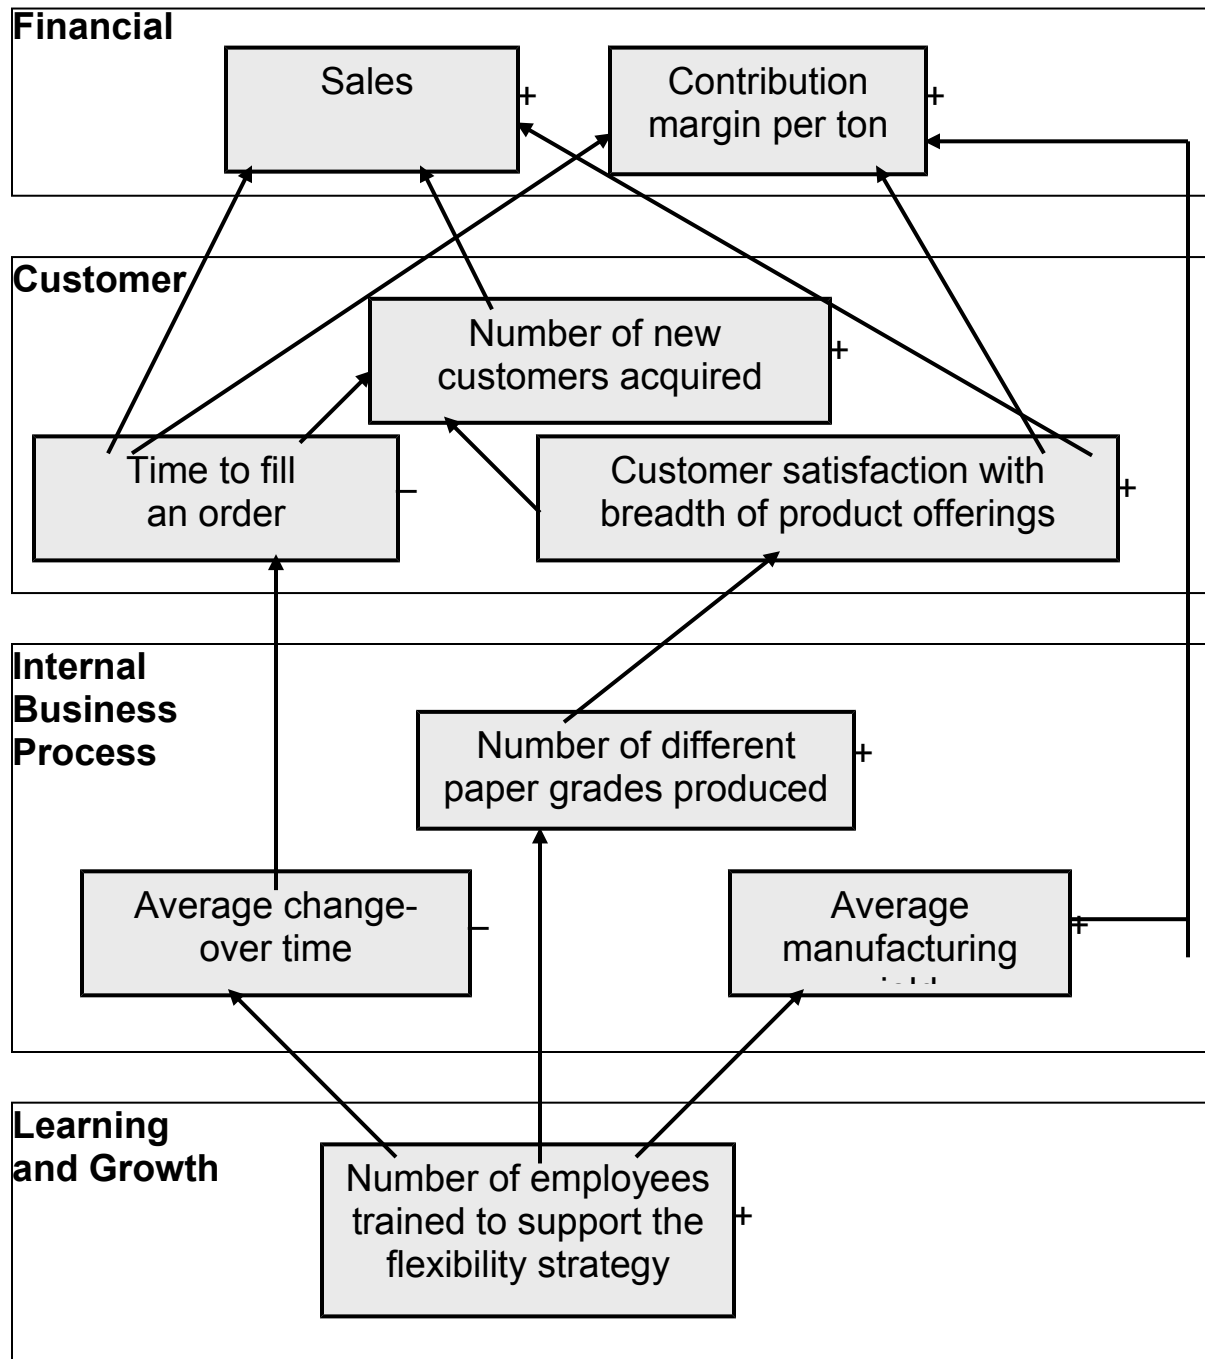 Financial
Sales
+
Contribution
margin per ton
+
Customer
Number of new
customers acquired
+
Time to fill
an order
–
Customer satisfaction with
breadth of product offerings
+
Internal
Business
Process
Number of different
paper grades produced
+
Average change-
over time
–
Average
manufacturing
+
Learning
and Growth
Number of employees
trained to support the
flexibility strategy
+